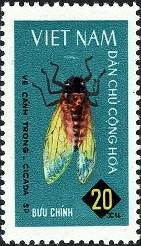 VIET NAM
DÂN CHỦ CỘNG HÒA
VE CÁNH TRONG _ CICADA SP
BƯU CHÍNH
20
XU